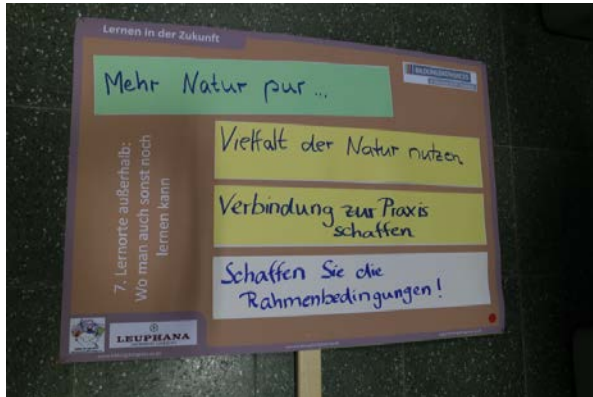 Lernen in der Zukunft
Mehr Natur pur...
BILDUNGSKONGRESS
7. Lernorte außerhalb:
Wo man auch sonst noch
lernen kann
Vielfalt der Natur nutzen
Verbindung zur Praxis
schaffen
Schaffen Sie die
Rahmenbedingungen!
LEUPHANA